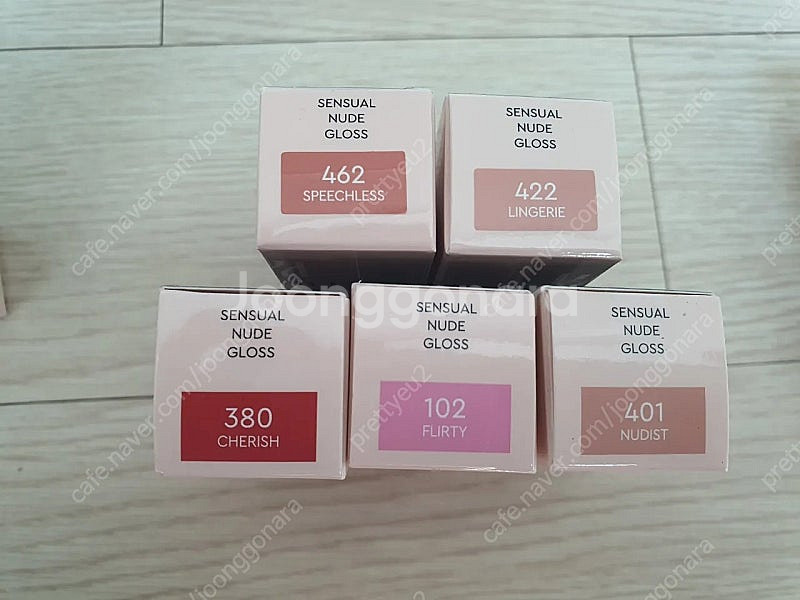 SENSUAL
NUDE
GLOSS
462
SPEECHLESS
SENSUAL
NUDE
GLOSS
422
LINGERIE
Joonggonara
SENSUAL
NUDE
GLOSS
380
CHERISH
SENSUAL
NUDE
GLOSS
102
FLIRTY
SENSUAL
NUDE
GLOSS
401
NUDIST
cafe.naver.com/joonggonara
prettyeu2